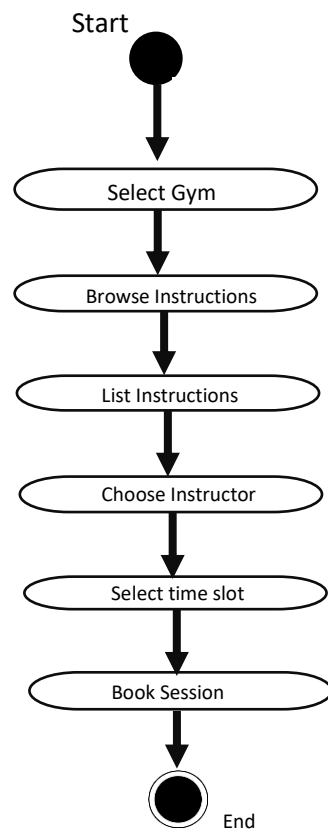 Start
Select Gym
Browse Instructions
List Instructions
Choose Instructor
Select time slot
Book Session
End